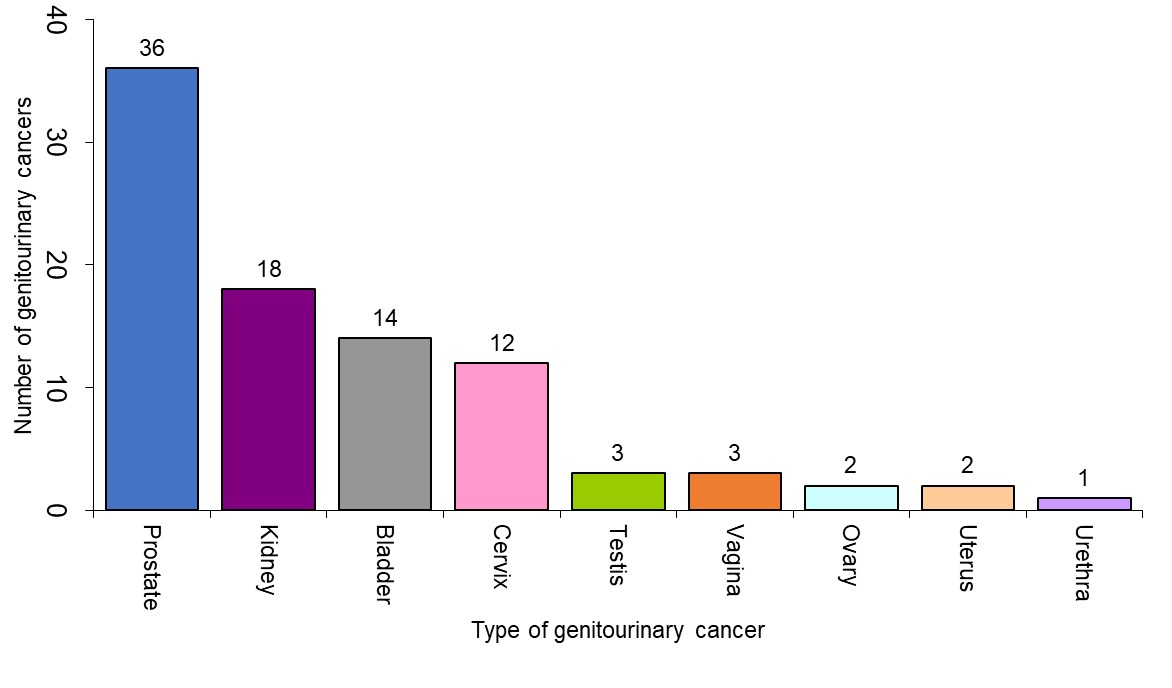 Number of genitourinary cancers
40
30
20
10
0
36
18
14
12
3
3
2
2
1
Prostate
Kidney
Bladder
Cervix
Testis
Vagina
Ovary
Uterus
Urethra
Type of genitourinary cancer